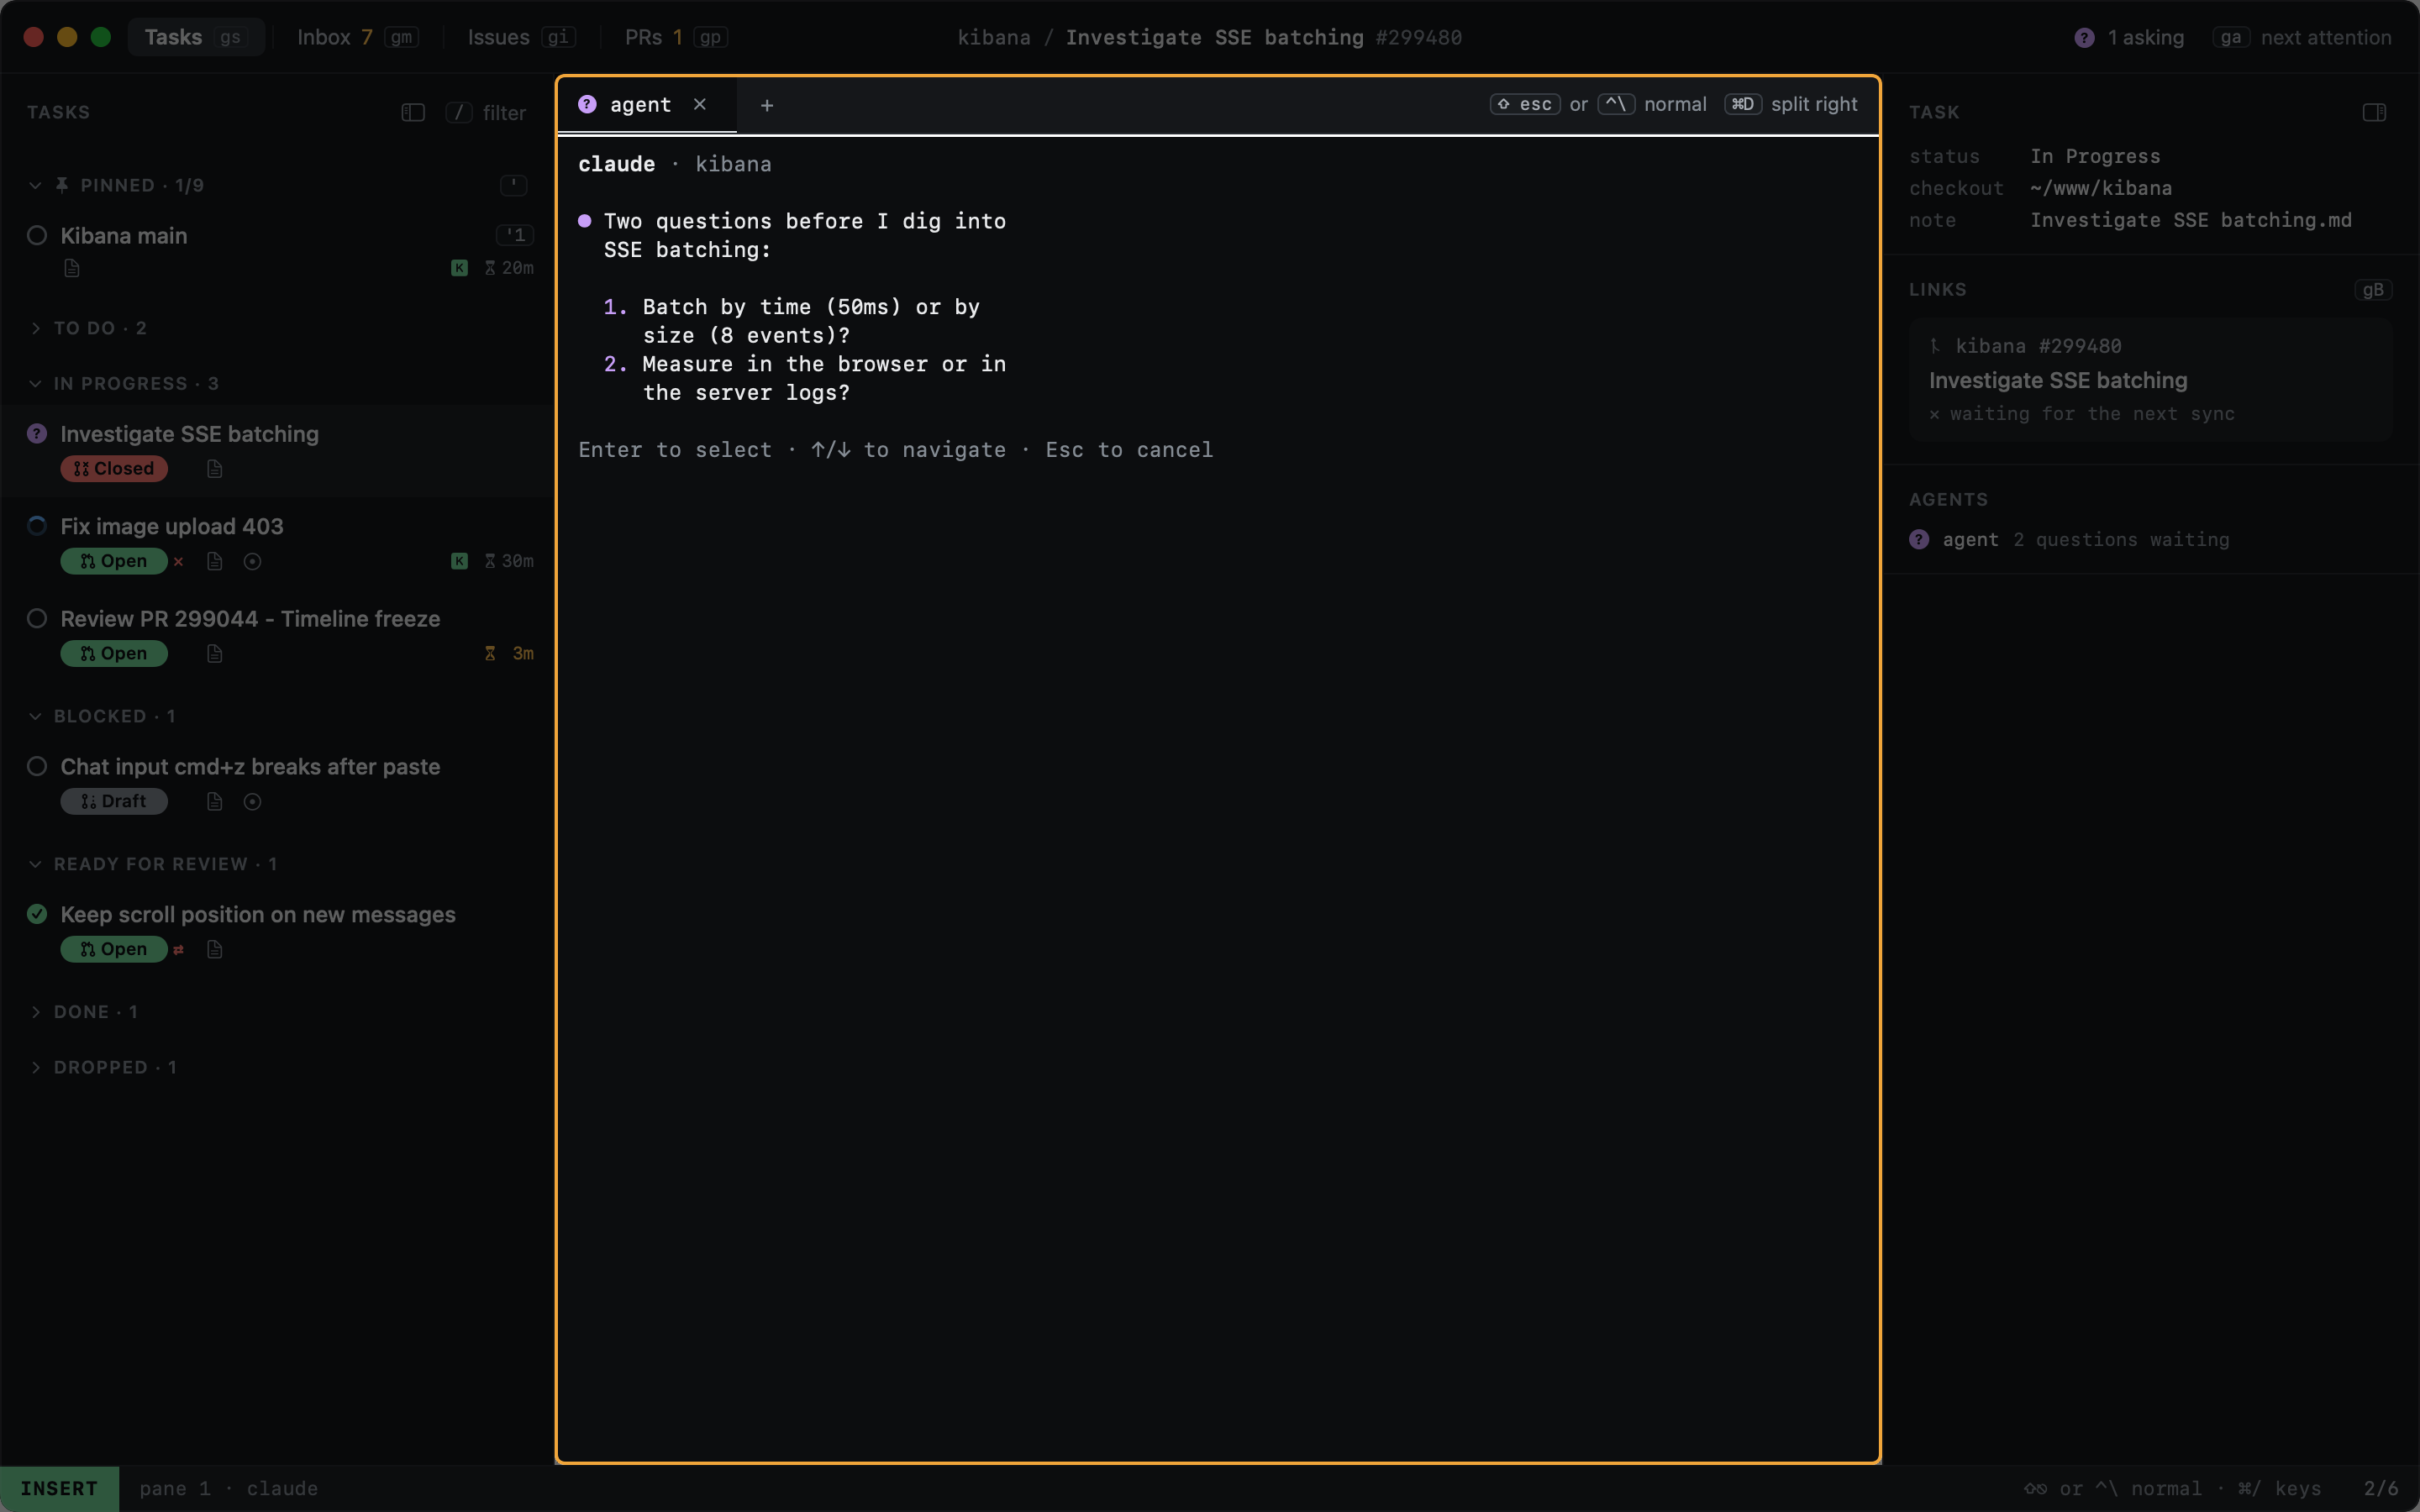 Tasks gs
Inbox 7 gm
Issues gi
PRs 1 gp
kibana / Investigate SSE batching #299480
? 1 asking
ga next attention
TASKS
/ filter
PINNED · 1/9 '
Kibana main '1
K 20m
TO DO · 2
IN PROGRESS · 3
? Investigate SSE batching
Closed
Fix image upload 403
Open × K 30m
Review PR 299044 - Timeline freeze
Open 3m
BLOCKED · 1
Chat input cmd+z breaks after paste
Draft
READY FOR REVIEW · 1
Keep scroll position on new messages
Open
DONE · 1
DROPPED · 1
? agent × +
⇧ esc or ^\ normal ⌘D split right
claude · kibana
Two questions before I dig into
SSE batching:
1. Batch by time (50ms) or by
size (8 events)?
2. Measure in the browser or in
the server logs?
Enter to select · ↑/↓ to navigate · Esc to cancel
TASK
status In Progress
checkout ~/www/kibana
note Investigate SSE batching.md
LINKS gB
kibana #299480
Investigate SSE batching
× waiting for the next sync
AGENTS
? agent 2 questions waiting
INSERT pane 1 · claude
or ^\ normal · ⌘/ keys 2/6